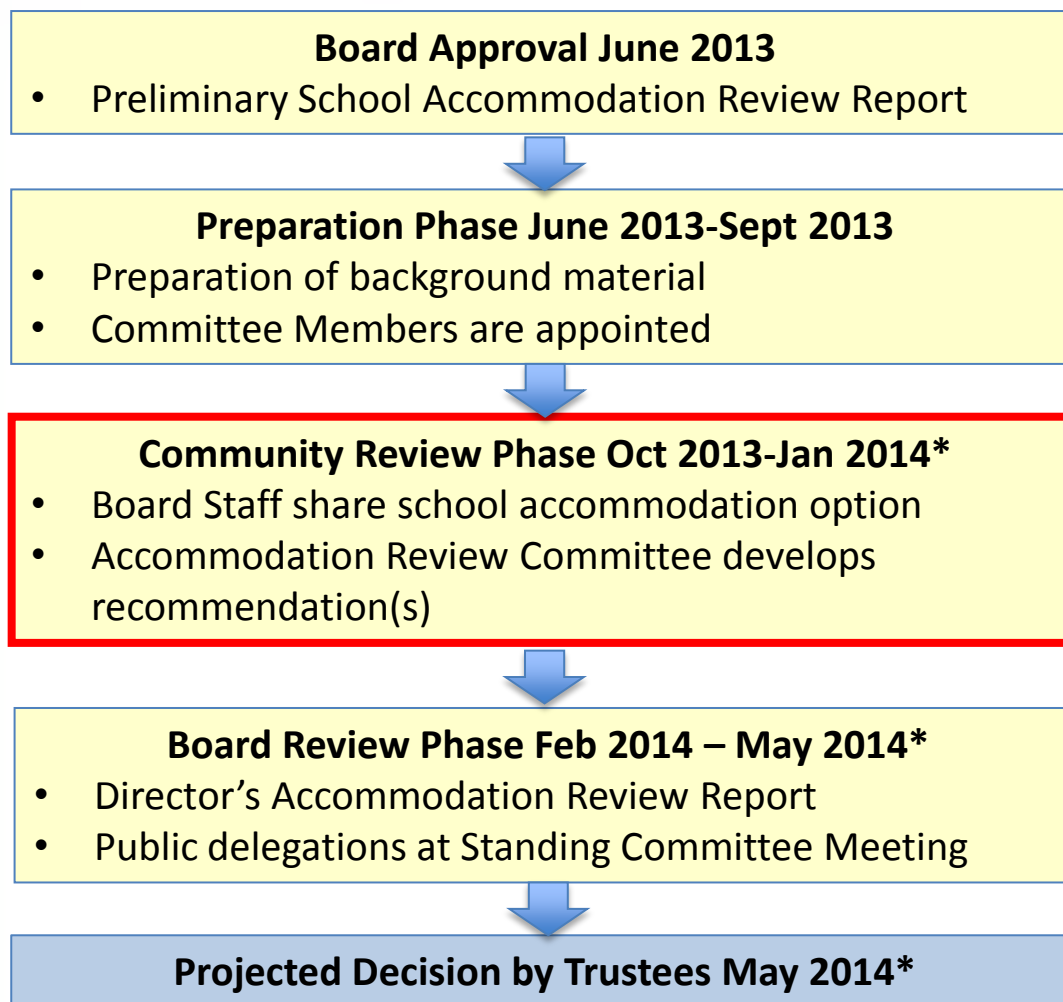 Board Approval June 2013
• Preliminary School Accommodation Review Report
Preparation Phase June 2013-Sept 2013
• Preparation of background material
• Committee Members are appointed
Community Review Phase Oct 2013-Jan 2014*
• Board Staff share school accommodation option
• Accommodation Review Committee develops
recommendation(s)
Board Review Phase Feb 2014 – May 2014*
• Director’s Accommodation Review Report
• Public delegations at Standing Committee Meeting
Projected Decision by Trustees May 2014*